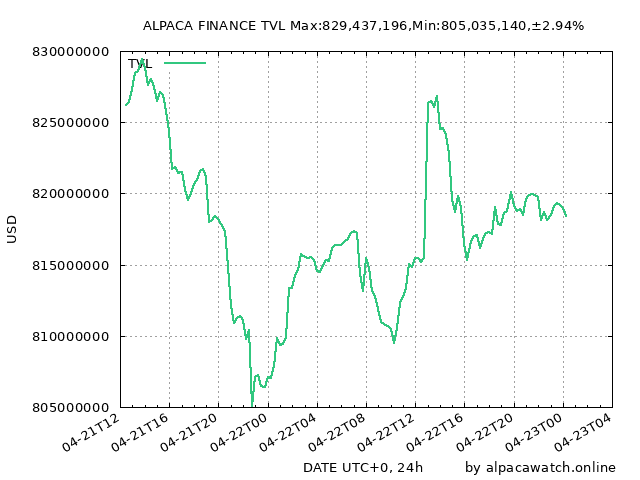 ALPACA FINANCE TVL Max:829,437,196,Min:805,035,140,±2.94%
830000000
TVL
825000000
820000000
USD
815000000
810000000
805000000
04-21T12 04-21T16 04-21T20 04-22T00 04-22T04 04-22T08 04-22T12 04-22T16 04-22T20 04-23T00 04-23T04
DATE UTC+0, 24h by alpacawatch.online